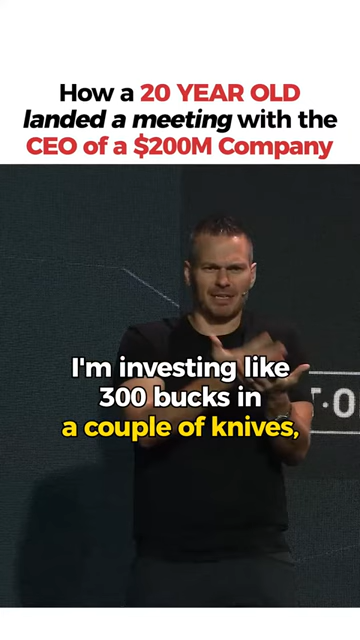 How a 20 YEAR OLD
landed a meeting with the
CEO of a $200M Company
I'm investing like
300 bucks in
a couple of knives,
T·O